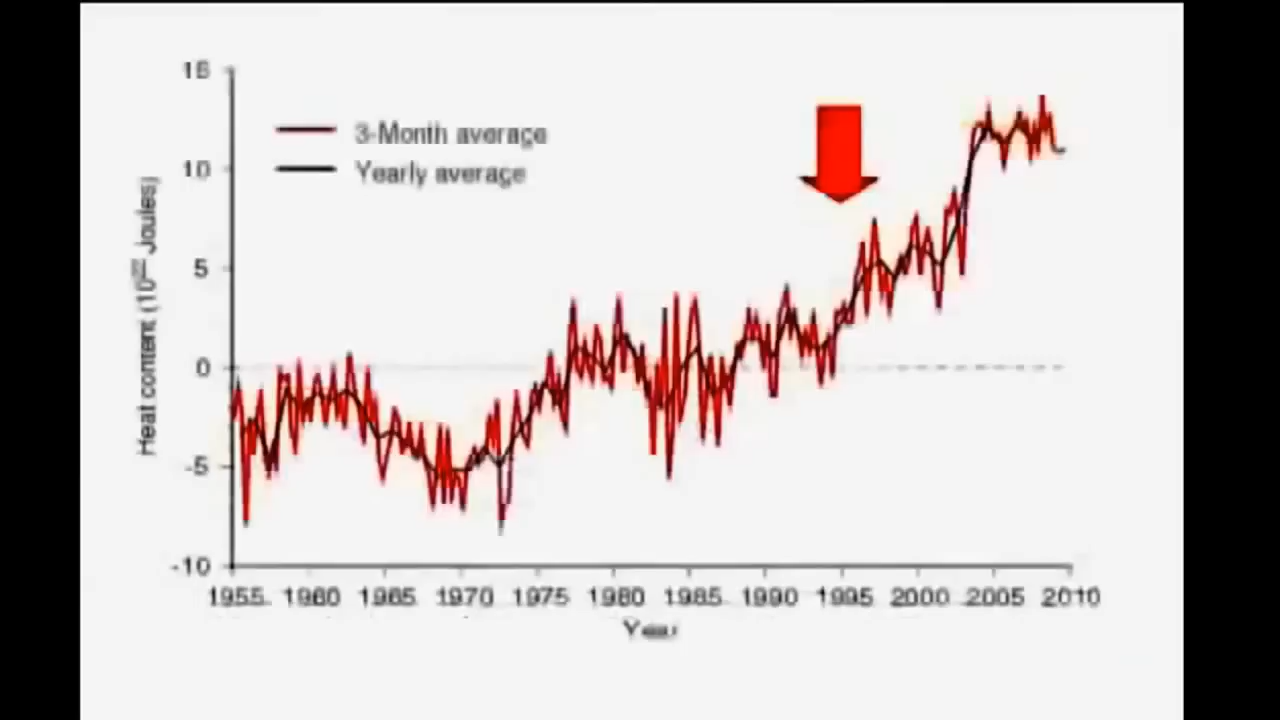 15
3-Month average
Yearly average
10
Heat content (10²² Joules)
5
0
-5
-10
1955 1960 1965 1970 1975 1980 1985 1990 1995 2000 2005 2010
Year